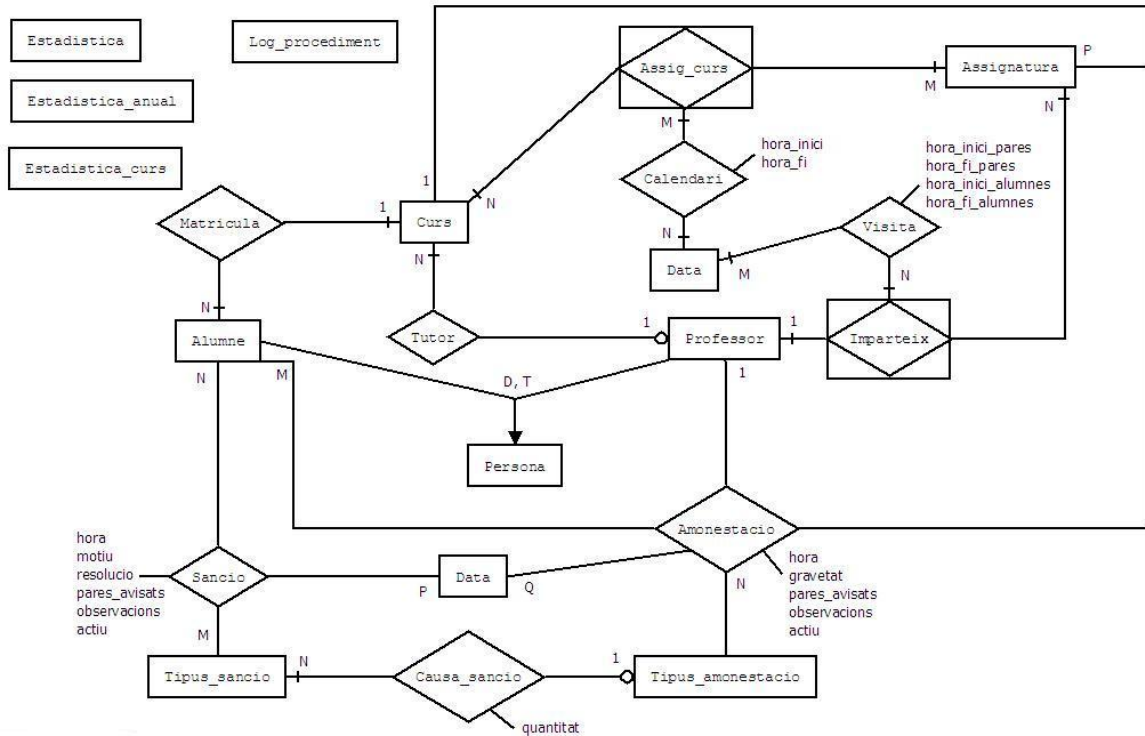 Estadistica
Log_procediment
Assig_curs
Assignatura
P
M
N
Estadistica_anual
M
hora_inici
hora_fi
hora_inici_pares
hora_fi_pares
hora_inici_alumnes
hora_fi_alumnes
Estadistica_curs
Calendari
1
N
Matricula
1
Curs
Visita
N
N
Data
M
N
N
Alumne
Tutor
1
Professor
1
Imparteix
N
M
D, T
1
Persona
hora
motiu
resolucio
pares_avisats
observacions
actiu
Sancio
P
Data
Q
Amonestacio
N
hora
gravetat
pares_avisats
observacions
actiu
M
N
1
Tipus_sancio
Causa_sancio
Tipus_amonestacio
quantitat